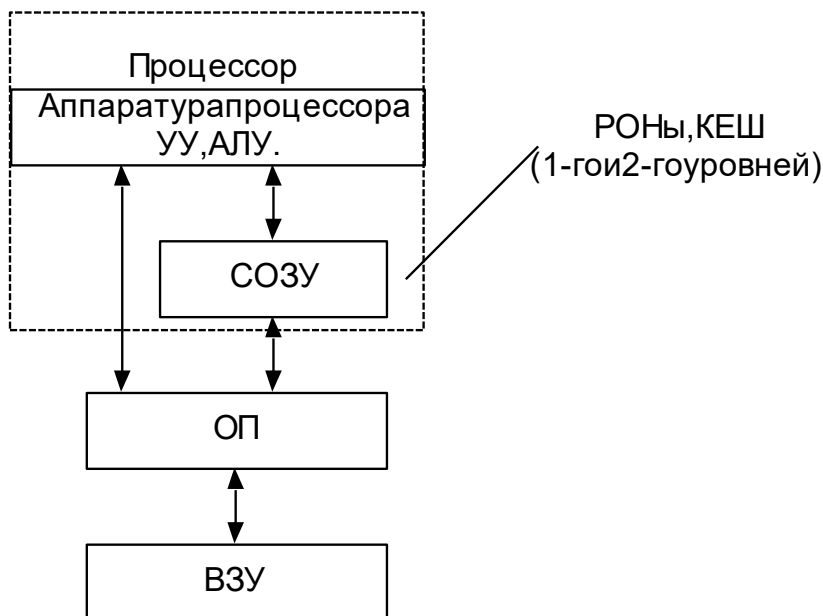 Процессор
Аппаратурапроцессора
УУ,АЛУ.
РОНы,КЕШ
(1-гои2-гоуровней)
СОЗУ
ОП
ВЗУ